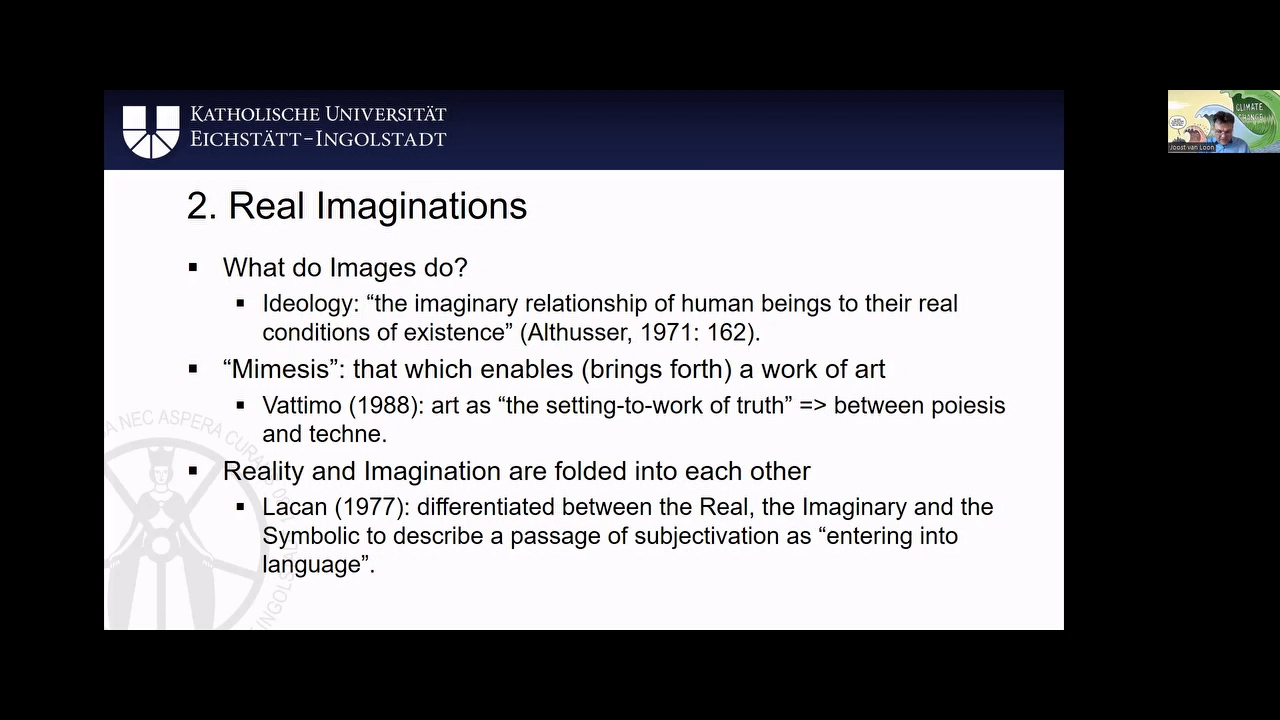 KATHOLISCHE UNIVERSITÄT
EICHSTÄTT-INGOLSTADT
CLIMATE
CHANGE
Joost van Loon
2. Real Imaginations
▪ What do Images do?
▪ Ideology: “the imaginary relationship of human beings to their real
conditions of existence” (Althusser, 1971: 162).
▪ “Mimesis”: that which enables (brings forth) a work of art
▪ Vattimo (1988): art as “the setting-to-work of truth” => between poiesis
and techne.
▪ Reality and Imagination are folded into each other
▪ Lacan (1977): differentiated between the Real, the Imaginary and the
Symbolic to describe a passage of subjectivation as “entering into
language”.
NEC ASPERA